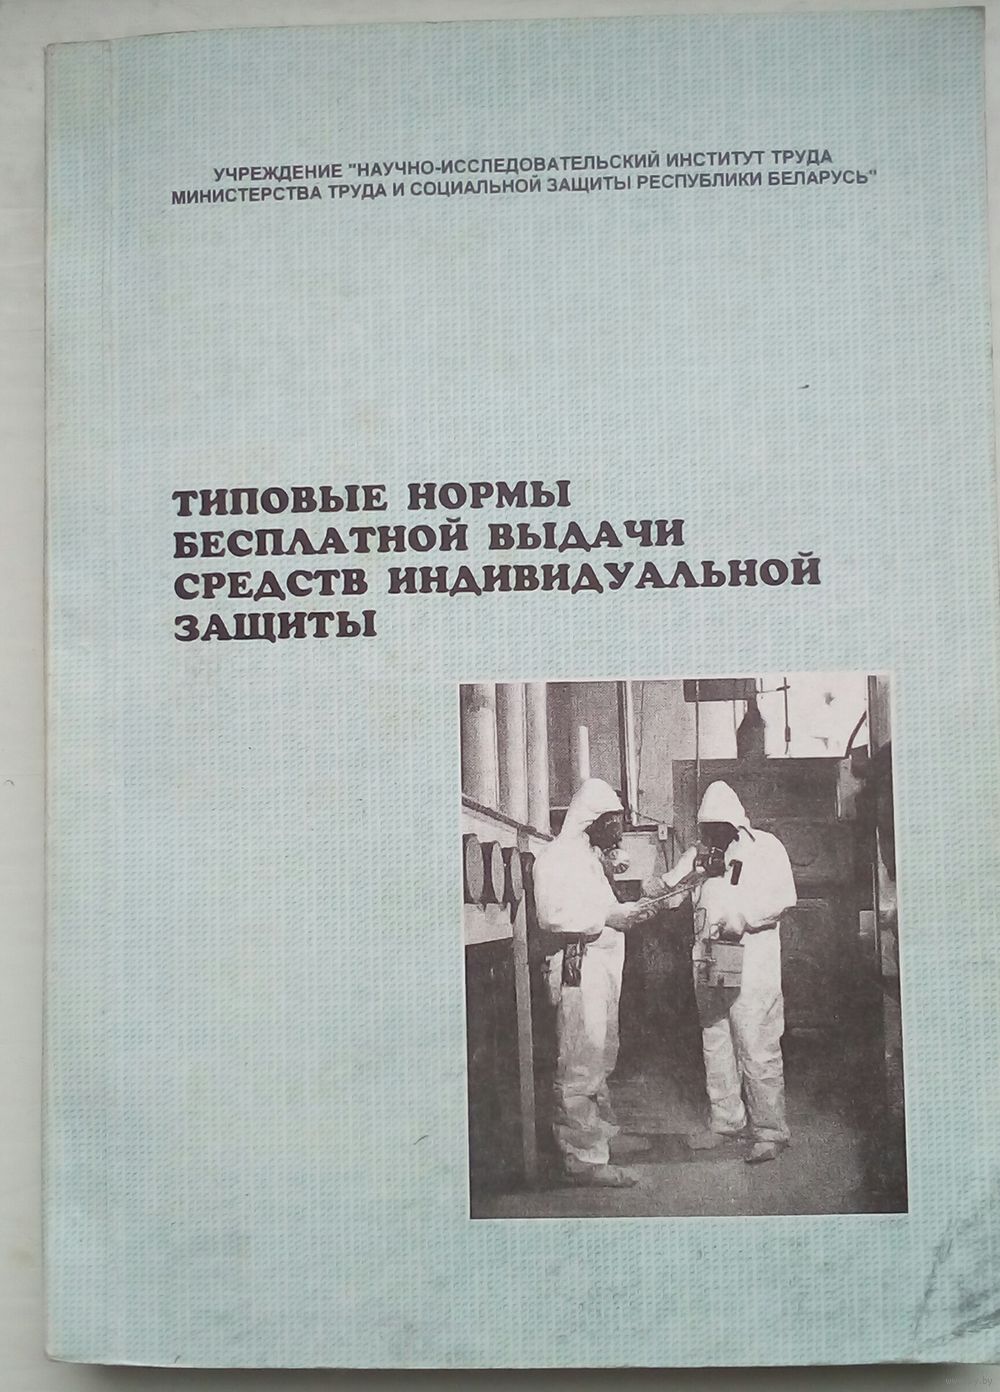 УЧРЕЖДЕНИЕ "НАУЧНО-ИССЛЕДОВАТЕЛЬСКИЙ ИНСТИТУТ ТРУДА
МИНИСТЕРСТВА ТРУДА И СОЦИАЛЬНОЙ ЗАЩИТЫ РЕСПУБЛИКИ БЕЛАРУСЬ"
ТИПОВЫЕ НОРМЫ
БЕСПЛАТНОЙ ВЫДАЧИ
СРЕДСТВ ИНДИВИДУАЛЬНОЙ
ЗАЩИТЫ